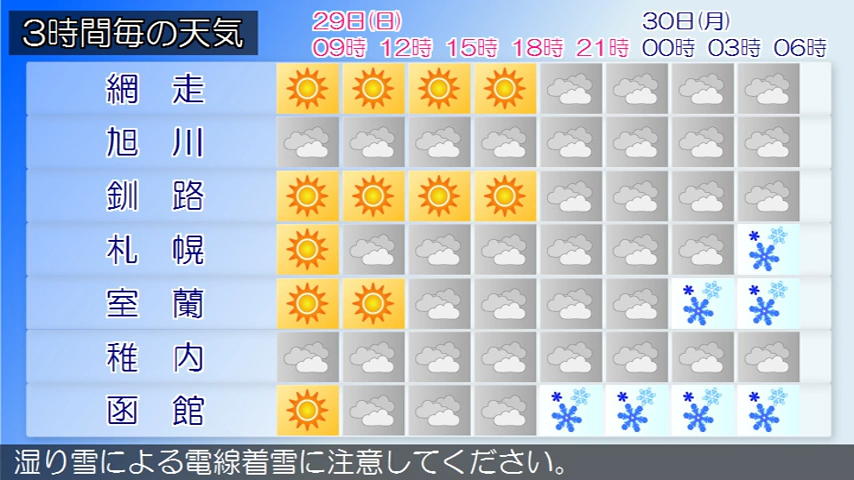 3時間毎の天気
29日(日) 30日(月)
09時 12時 15時 18時 21時 00時 03時 06時
網 走
旭 川
釧 路
札 幌
室 蘭
稚 内
函 館
湿り雪による電線着雪に注意してください。